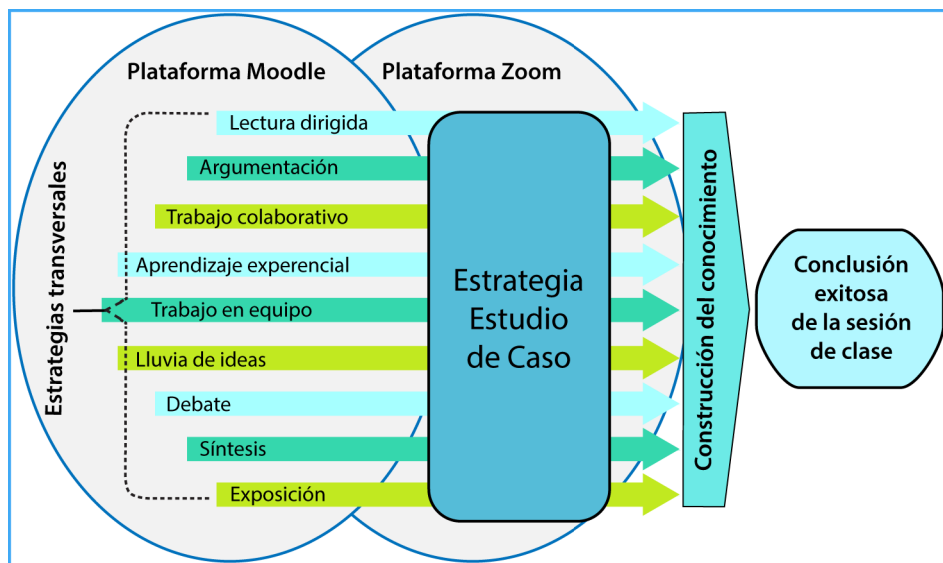 Plataforma Moodle
Plataforma Zoom
Estrategias transversales
Lectura dirigida
Argumentación
Trabajo colaborativo
Aprendizaje experencial
Trabajo en equipo
Lluvia de ideas
Debate
Síntesis
Exposición
Estrategia
Estudio
de Caso
Construcción del conocimiento
Conclusión
exitosa
de la sesión
de clase